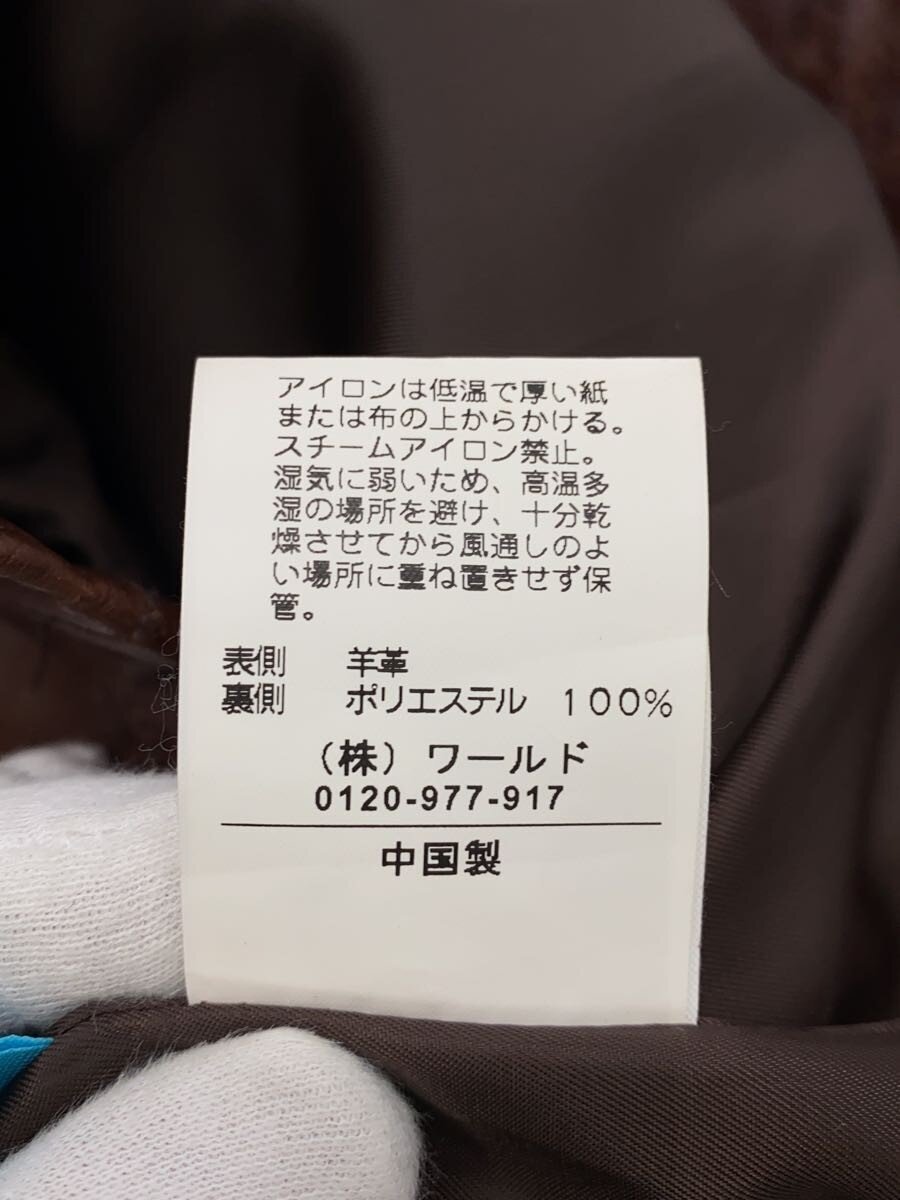 アイロンは低温で厚い紙
または布の上からかける。
スチームアイロン禁止。
湿気に弱いため、高温多
湿の場所を避け、十分乾
燥させてから風通しのよ
い場所に重ね置きせず保
管。
表側 羊革
裏側 ポリエステル 100%
(株)ワールド
0120-977-917
中国製